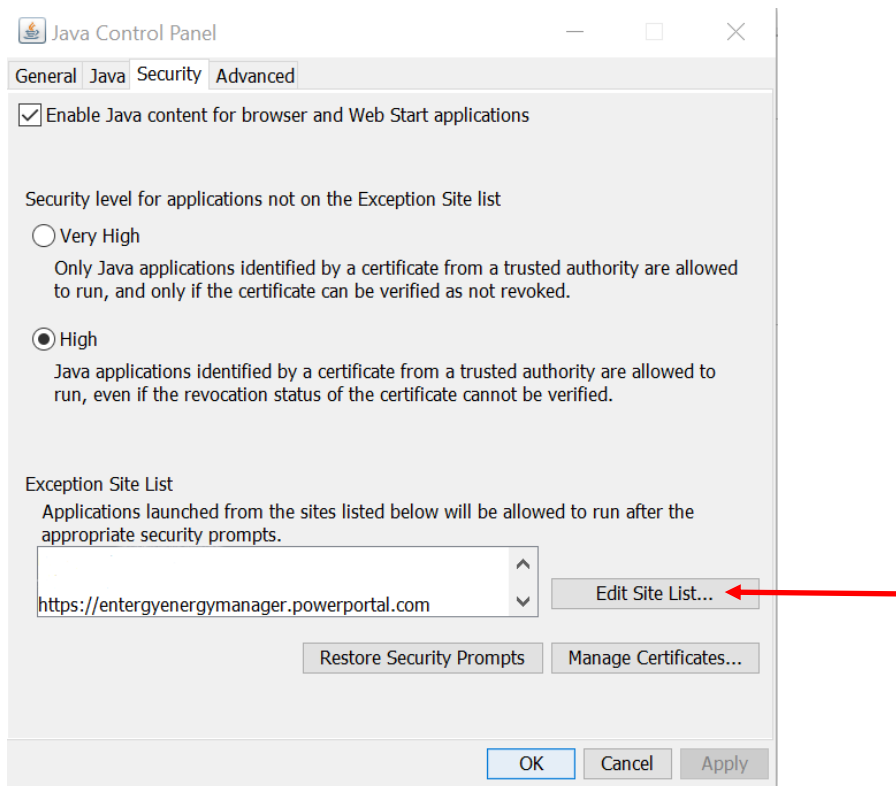 Java Control Panel
General Java Security Advanced
Enable Java content for browser and Web Start applications
Security level for applications not on the Exception Site list
Very High
Only Java applications identified by a certificate from a trusted authority are allowed
to run, and only if the certificate can be verified as not revoked.
High
Java applications identified by a certificate from a trusted authority are allowed to
run, even if the revocation status of the certificate cannot be verified.
Exception Site List
Applications launched from the sites listed below will be allowed to run after the
appropriate security prompts.
https://entergyenergymanager.powerportal.com
Edit Site List...
Restore Security Prompts Manage Certificates...
OK Cancel Apply